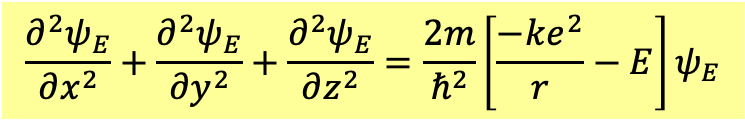 ∂²ψ_E/∂x² + ∂²ψ_E/∂y² + ∂²ψ_E/∂z² = 2m/ħ² [−ke²/r − E] ψ_E